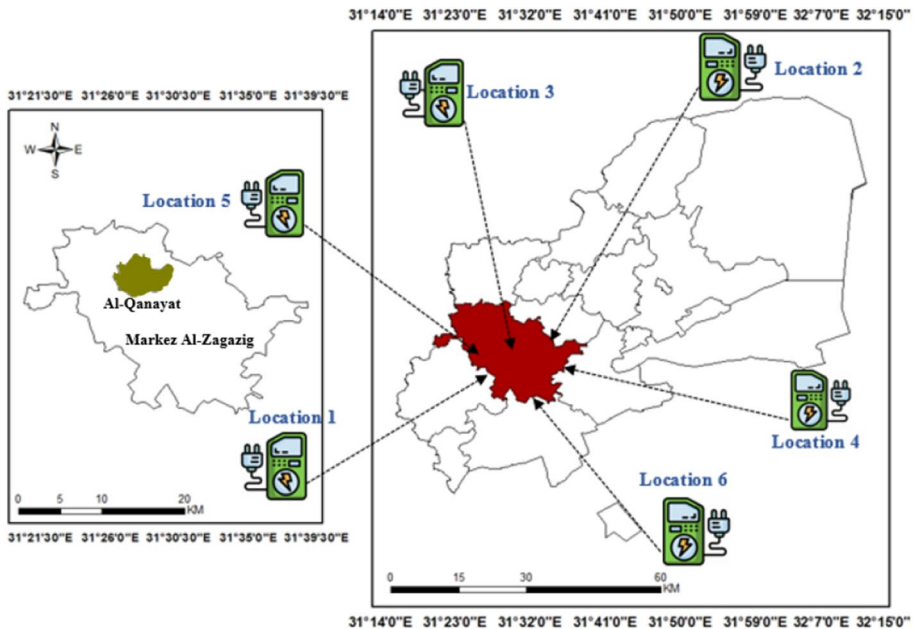 31°14'0"E 31°23'0"E 31°32'0"E 31°41'0"E 31°50'0"E 31°59'0"E 32°7'0"E 32°15'0"E
Location 2
Location 3
31°21'30"E 31°26'0"E 31°30'30"E 31°35'0"E 31°39'30"E
N
W E
S
Location 5
Al-Qanayat
Markez Al-Zagazig
Location 1
Location 4
Location 6
0 5 10 20
KM
31°21'30"E 31°26'0"E 31°30'30"E 31°35'0"E 31°39'30"E
0 15 30 60
KM
31°14'0"E 31°23'0"E 31°32'0"E 31°41'0"E 31°50'0"E 31°59'0"E 32°7'0"E 32°15'0"E